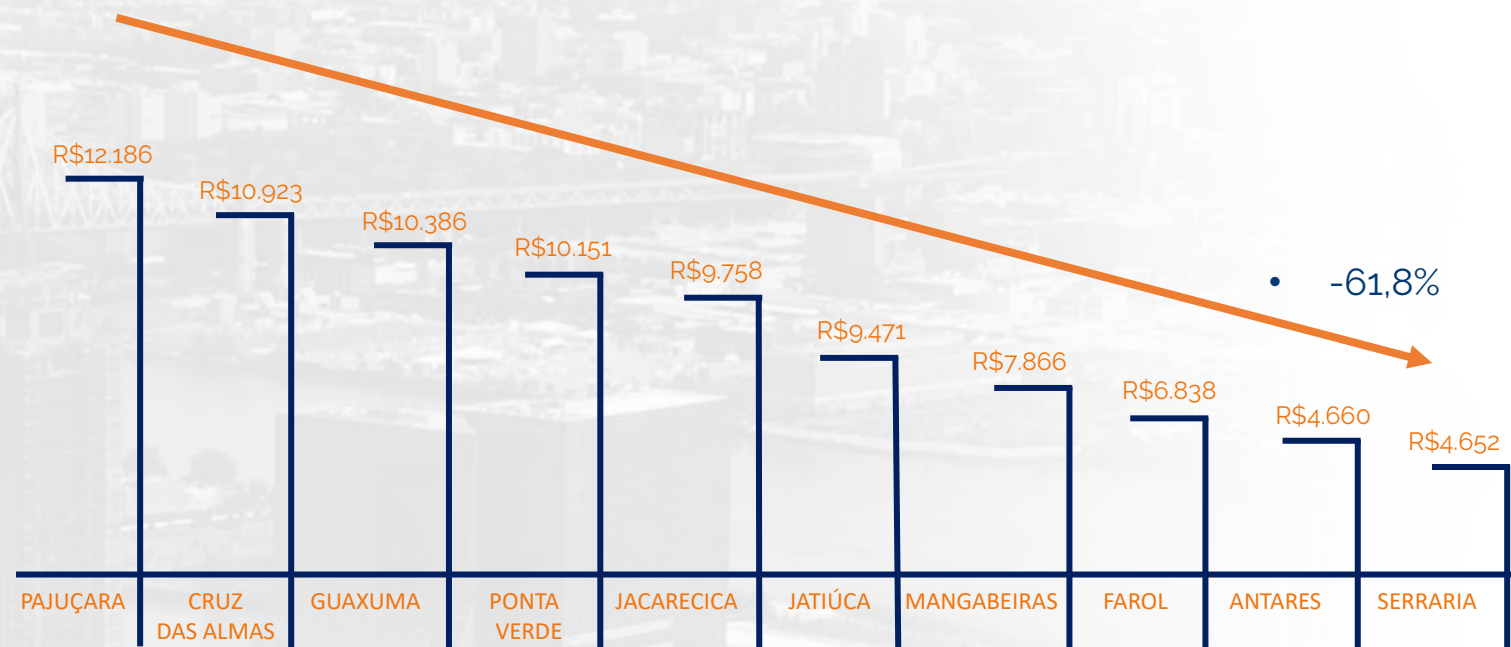 R$12.186
R$10.923
R$10.386
R$10.151
R$9.758
R$9.471
R$7.866
R$6.838
R$4.660
R$4.652
• -61,8%
PAJUÇARA
CRUZ
DAS ALMAS
GUAXUMA
PONTA
VERDE
JACARECICA
JATIÚCA
MANGABEIRAS
FAROL
ANTARES
SERRARIA